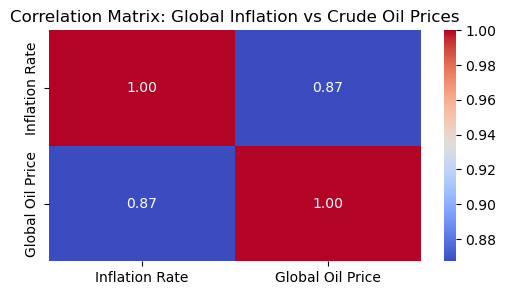 Correlation Matrix: Global Inflation vs Crude Oil Prices
Inflation Rate
Global Oil Price
1.00
0.87
0.87
1.00
Inflation Rate
Global Oil Price
1.00
0.98
0.96
0.94
0.92
0.90
0.88